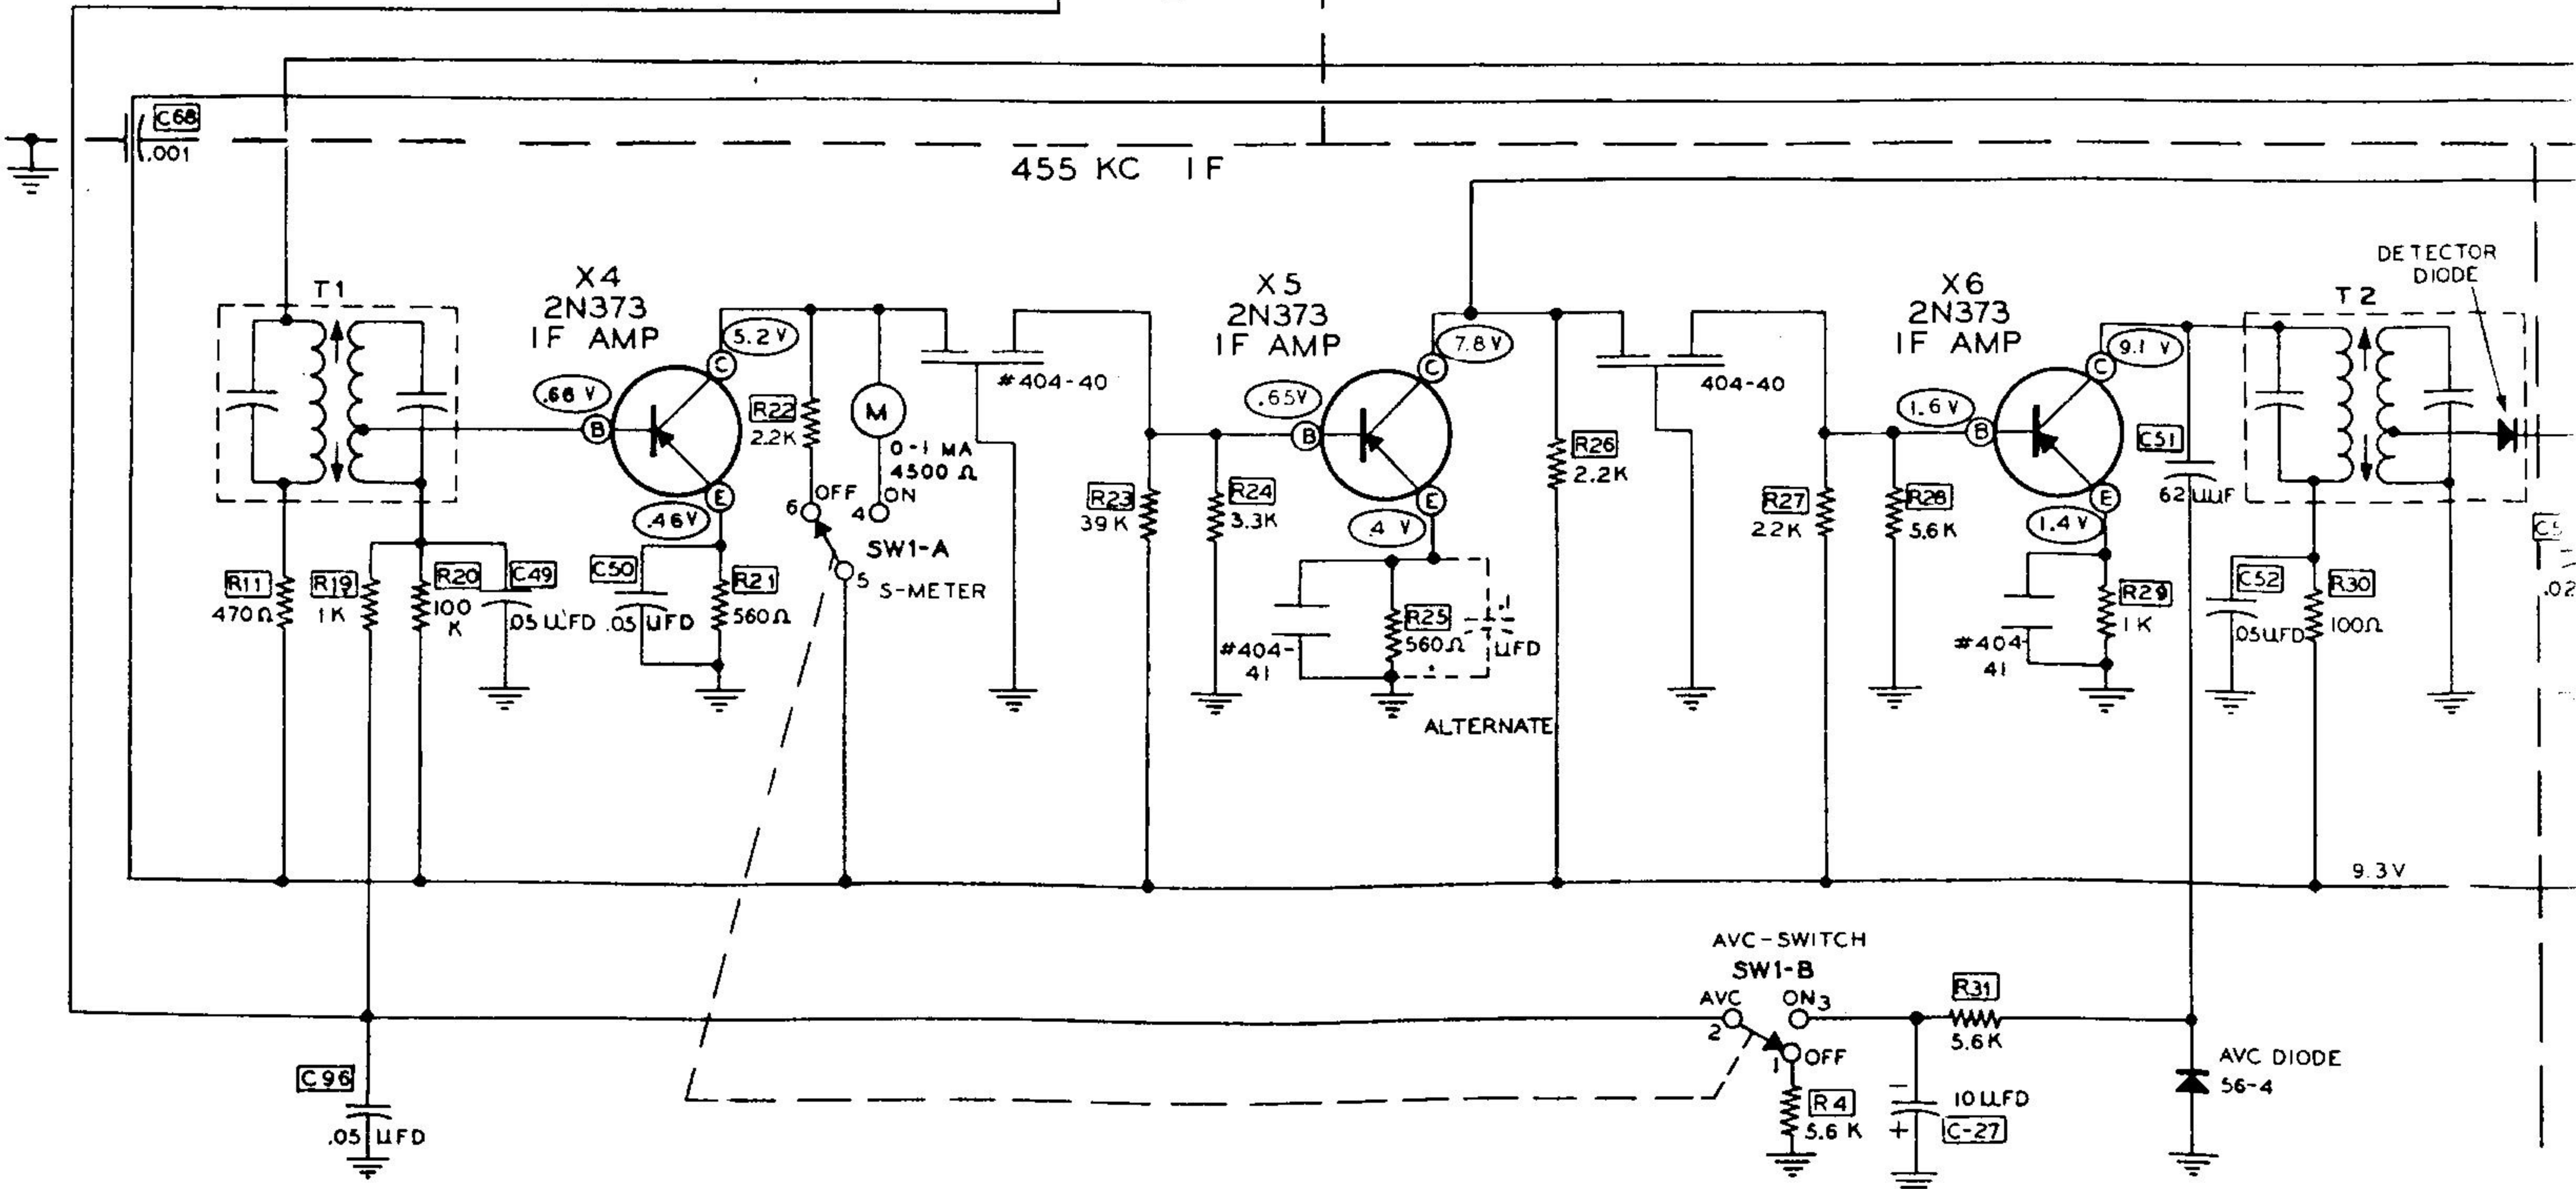 C68
.001
455 KC IF
T1
X4
2N373
IF AMP
5.2 V
.66 V
B
C
E
.46V
R22
2.2K
M
0-1 MA
4500 Ω
OFF
ON
6
4
SW1-A
5
S-METER
#404-40
R11
470Ω
R19
1K
R20
100
K
C49
.05 UFD
C50
.05 UFD
R21
560Ω
X5
2N373
IF AMP
7.8 V
.65V
B
C
E
.4 V
R23
39 K
R24
3.3K
#404-
41
R25
560Ω
.1
UFD
ALTERNATE
R26
2.2K
404-40
X6
2N373
IF AMP
9.1 V
1.6 V
B
C
E
1.4 V
R27
22K
R28
5.6K
#404-
41
R29
1K
C51
62 UUF
T2
DETECTOR
DIODE
C52
.05UFD
R30
100Ω
.02
9.3V
AVC-SWITCH
SW1-B
AVC
ON
3
2
1
OFF
R31
5.6K
R4
5.6 K
-
+
10 UFD
C-27
AVC DIODE
56-4
C96
.05 UFD